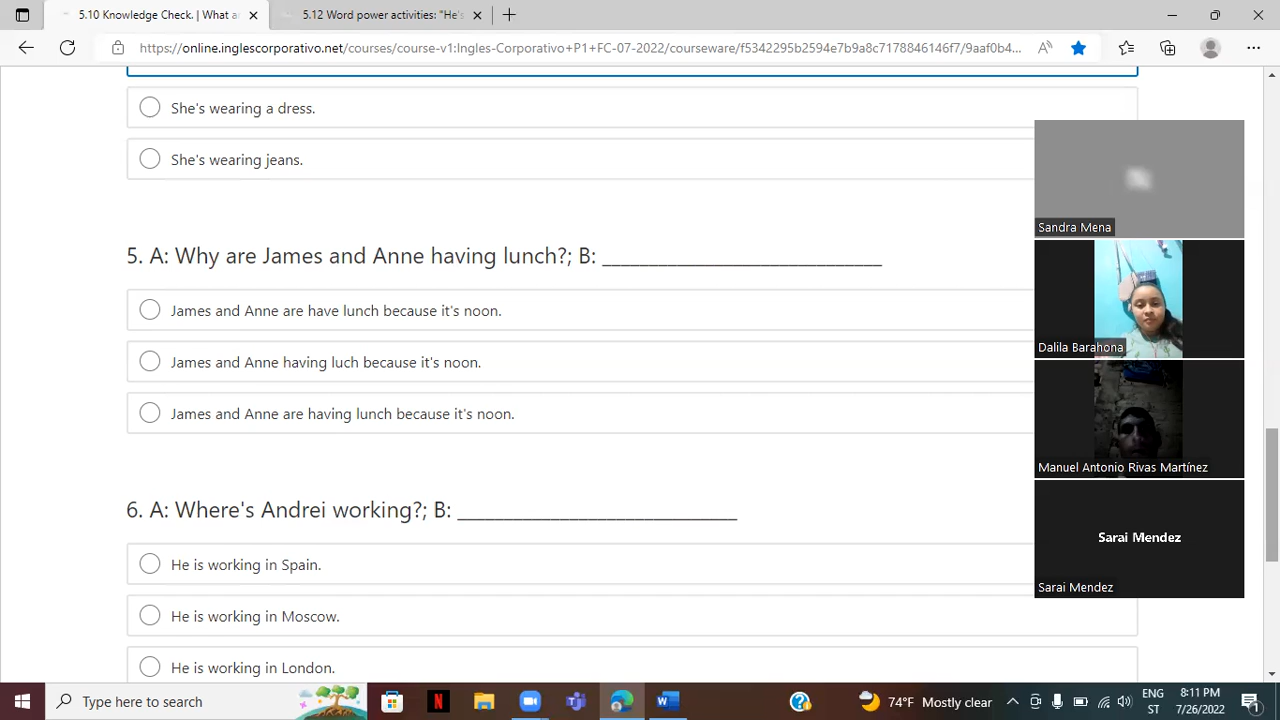 5.10 Knowledge Check. | What a
5.12 Word power activities: "He's
https://online.inglescorporativo.net/courses/course-v1:Ingles-Corporativo+P1+FC-07-2022/courseware/f5342295b25b4e7b9a8c7178846146f7/9aaf0b4...
She's wearing a dress.
She's wearing jeans.
5. A: Why are James and Anne having lunch?; B: ____________________________
James and Anne are have lunch because it's noon.
James and Anne having luch because it's noon.
James and Anne are having lunch because it's noon.
6. A: Where's Andrei working?; B: ____________________________
He is working in Spain.
He is working in Moscow.
He is working in London.
Sandra Mena
Dalila Barahona
Manuel Antonio Rivas Martínez
Sarai Mendez
Sarai Mendez
Type here to search
74°F Mostly clear
ENG
ST
8:11 PM
7/26/2022
1